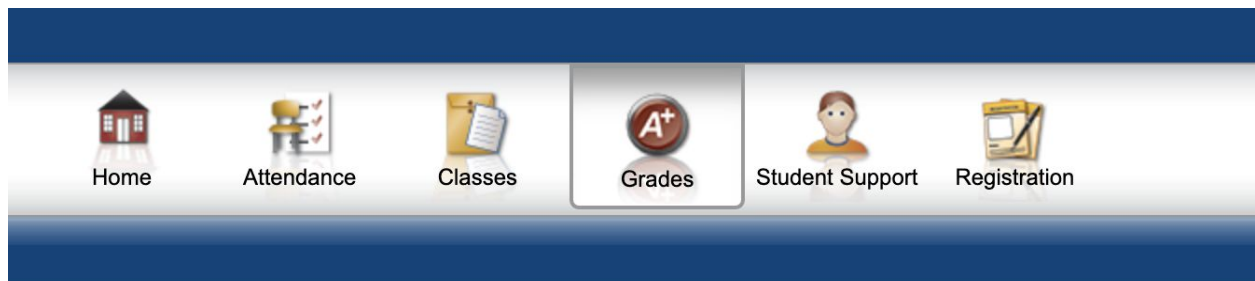 A+
Home
Attendance
Classes
Grades
Student Support
Registration